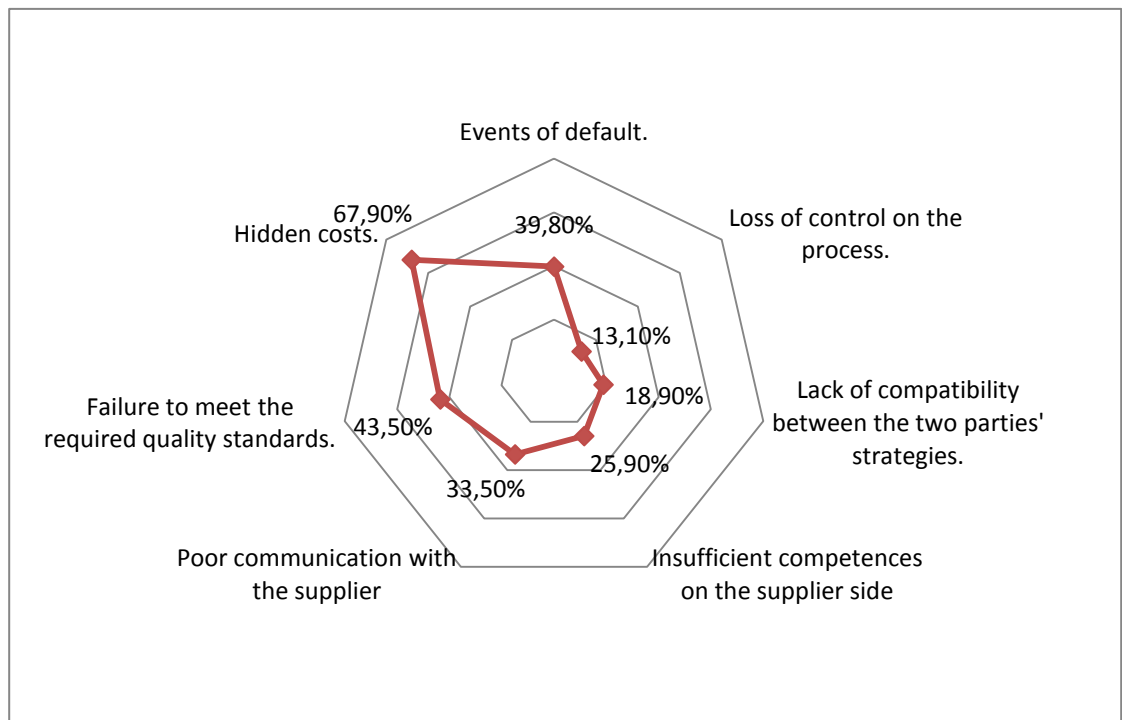 Events of default.
39,80%
Loss of control on the
process.
13,10%
Lack of compatibility
between the two parties'
strategies.
18,90%
Insufficient competences
on the supplier side
25,90%
Poor communication with
the supplier
33,50%
Failure to meet the
required quality standards.
43,50%
Hidden costs.
67,90%